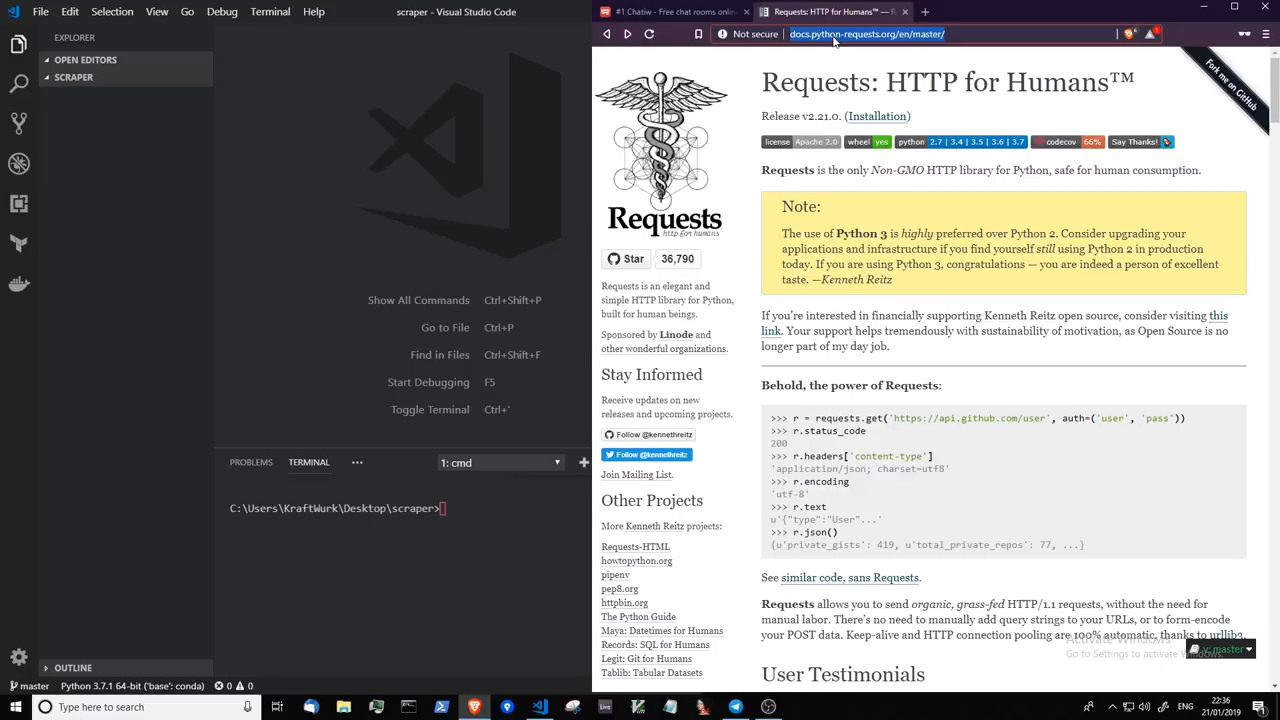 File
Edit
Selection
View
Go
EXPLORER
OPEN EDITORS
SCRAPER
Show All Commands Ctrl+Shift+P
Go to File Ctrl+P
Find in Files Ctrl+Shift+F
Start Debugging F5
Toggle Terminal Ctrl+'
PROBLEMS TERMINAL ••• 1: cmd
C:\Users\KraftWurk\Desktop\scraper>
OUTLINE
master Python 3.7.1 64-bit ('base': conda) 0 0
Requests: HTTP for Humans™ — R
Not secure docs.python-requests.org/en/master/
Fork me on GitHub
Requests
http for humans
Star 36,790
Requests is an elegant and
simple HTTP library for Python,
built for human beings.
Sponsored by Linode and
other wonderful organizations.
Stay Informed
Receive updates on new
releases and upcoming projects.
Follow @kennethreitz
Follow @kennethreitz
Join Mailing List.
Other Projects
More Kenneth Reitz projects:
Requests-HTML
howtopython.org
pipenv
pep8.org
httpbin.org
The Python Guide
Maya: Datetimes for Humans
Records: SQL for Humans
Legit: Git for Humans
Tablib: Tabular Datasets
Requests: HTTP for Humans™
Release v2.21.0. (Installation)
license Apache 2.0 wheel yes python 2.7 | 3.4 | 3.5 | 3.6 | 3.7 codecov 66% Say Thanks!
Requests is the only Non-GMO HTTP library for Python, safe for human consumption.
Note:
The use of Python 3 is highly preferred over Python 2. Consider upgrading your
applications and infrastructure if you find yourself still using Python 2 in production
today. If you are using Python 3, congratulations — you are indeed a person of excellent
taste. —Kenneth Reitz
If you’re interested in financially supporting Kenneth Reitz open source, consider visiting this
link. Your support helps tremendously with sustainability of motivation, as Open Source is no
longer part of my day job.
Behold, the power of Requests:
>>> r = requests.get('https://api.github.com/user', auth=('user', 'pass'))
>>> r.status_code
200
>>> r.headers['content-type']
'application/json; charset=utf8'
>>> r.encoding
'utf-8'
>>> r.text
u'{"type":"User"...'
>>> r.json()
{u'private_gists': 419, u'total_private_repos': 77, ...}
See similar code, sans Requests.
Requests allows you to send organic, grass-fed HTTP/1.1 requests, without the need for
manual labor. There’s no need to manually add query strings to your URLs, or to form-encode
your POST data. Keep-alive and HTTP connection pooling are 100% automatic, thanks to urllib3.
Activate Windows
Go to Settings to activate Windows.
v: master
User Testimonials
Type here to search
Live
ENG
22:36
21/01/2019